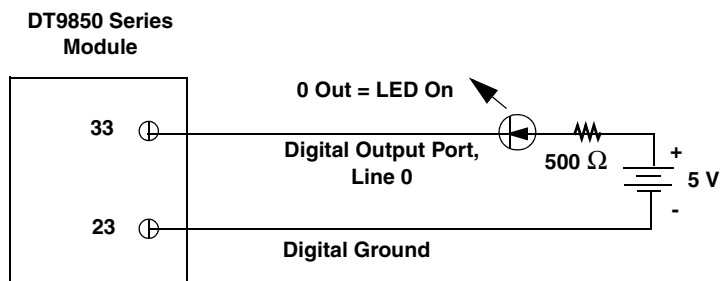 DT9850 Series
Module
0 Out = LED On
33
Digital Output Port,
Line 0
500 Ω
+
5 V
-
23
Digital Ground